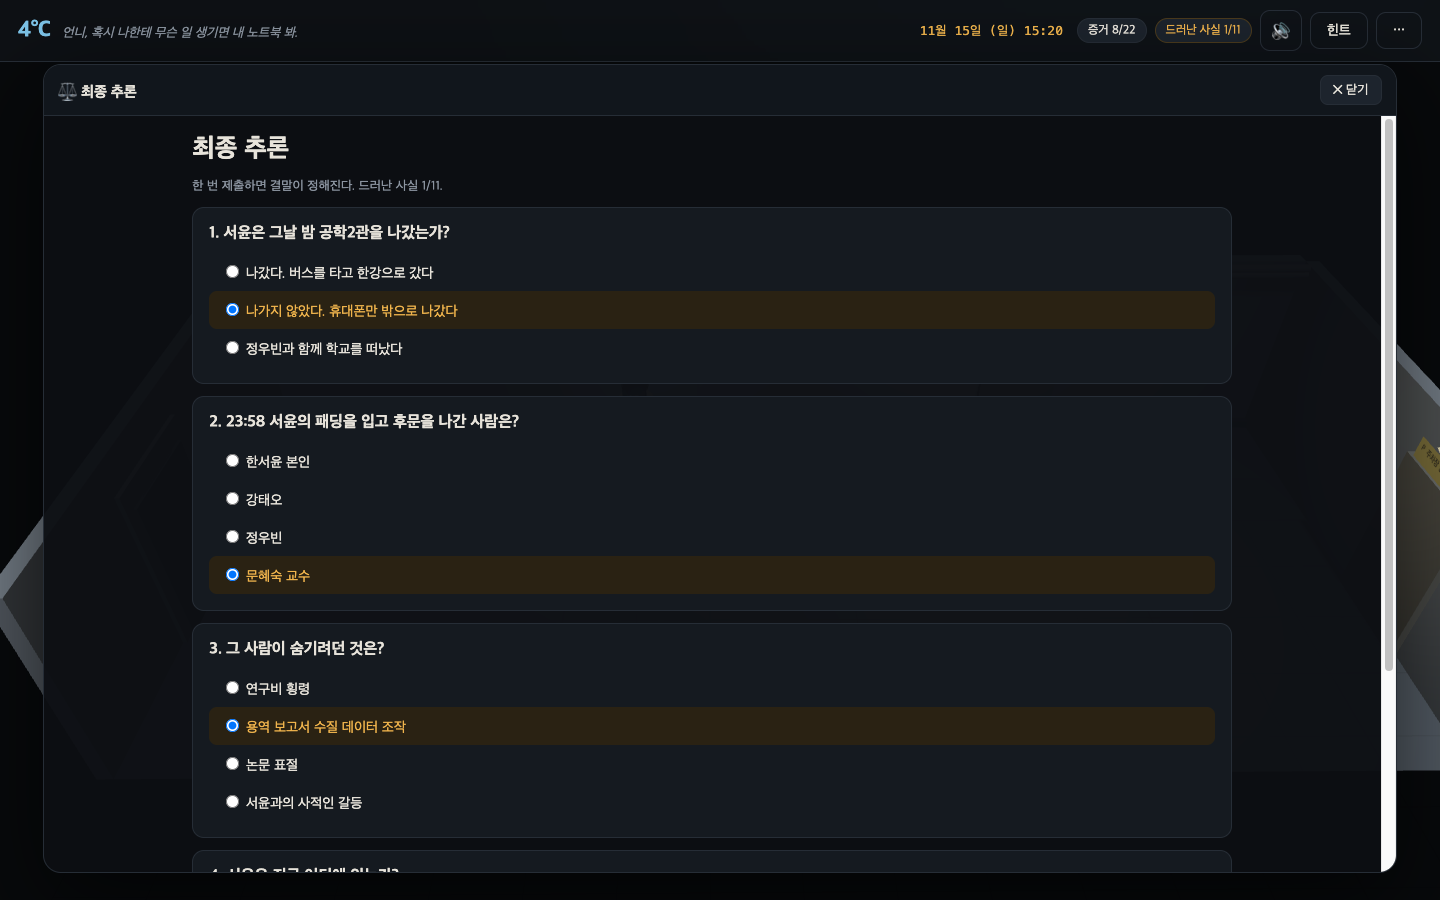 4°C 언니, 혹시 나한테 무슨 일 생기면 내 노트북 봐. 11월 15일 (일) 15:20 증거 8/22 드러난 사실 1/11 힌트 ···
최종 추론 ✕ 닫기
최종 추론
한 번 제출하면 결말이 정해진다. 드러난 사실 1/11.
1. 서윤은 그날 밤 공학2관을 나갔는가?
나갔다. 버스를 타고 한강으로 갔다
나가지 않았다. 휴대폰만 밖으로 나갔다
정우빈과 함께 학교를 떠났다
2. 23:58 서윤의 패딩을 입고 후문을 나간 사람은?
한서윤 본인
강태오
정우빈
문혜숙 교수
3. 그 사람이 숨기려던 것은?
연구비 횡령
용역 보고서 수질 데이터 조작
논문 표절
서윤과의 사적인 갈등